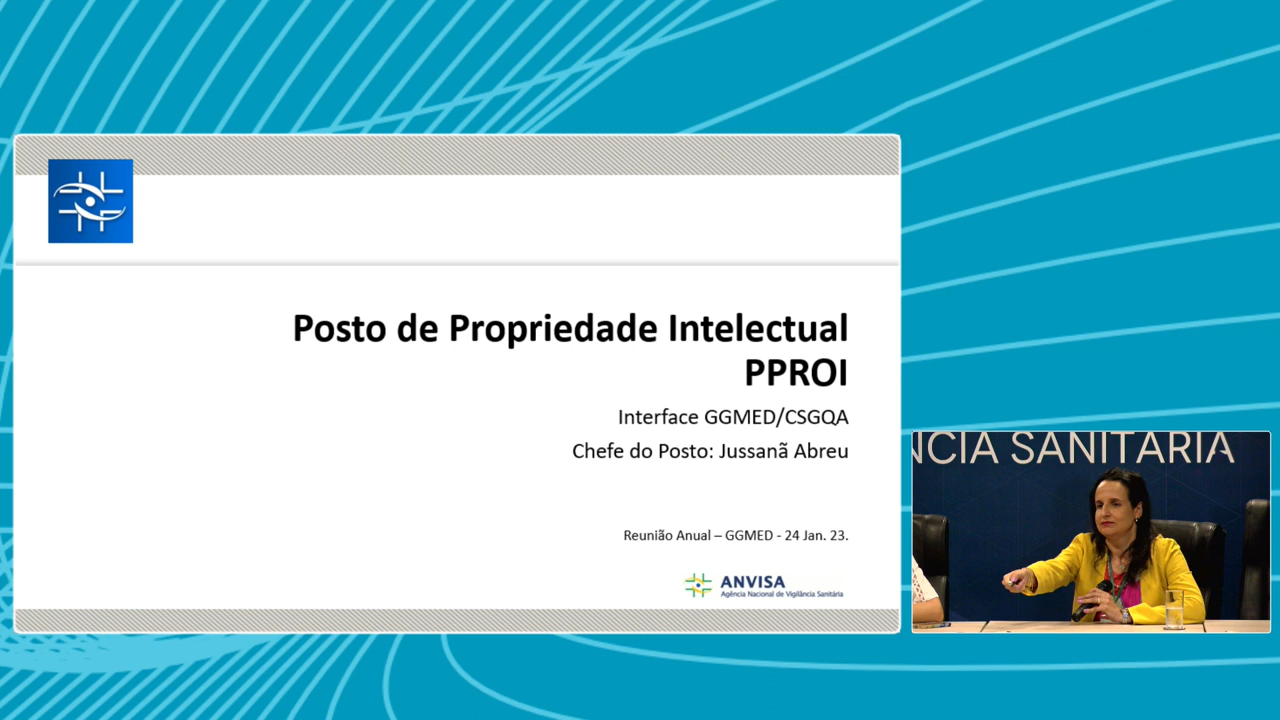 Posto de Propriedade Intelectual
PPROI
Interface GGMED/CSGQA
Chefe do Posto: Jussanã Abreu
Reunião Anual – GGMED - 24 Jan. 23.
ANVISA
Agência Nacional de Vigilância Sanitária
NCIA SANITÁRIA